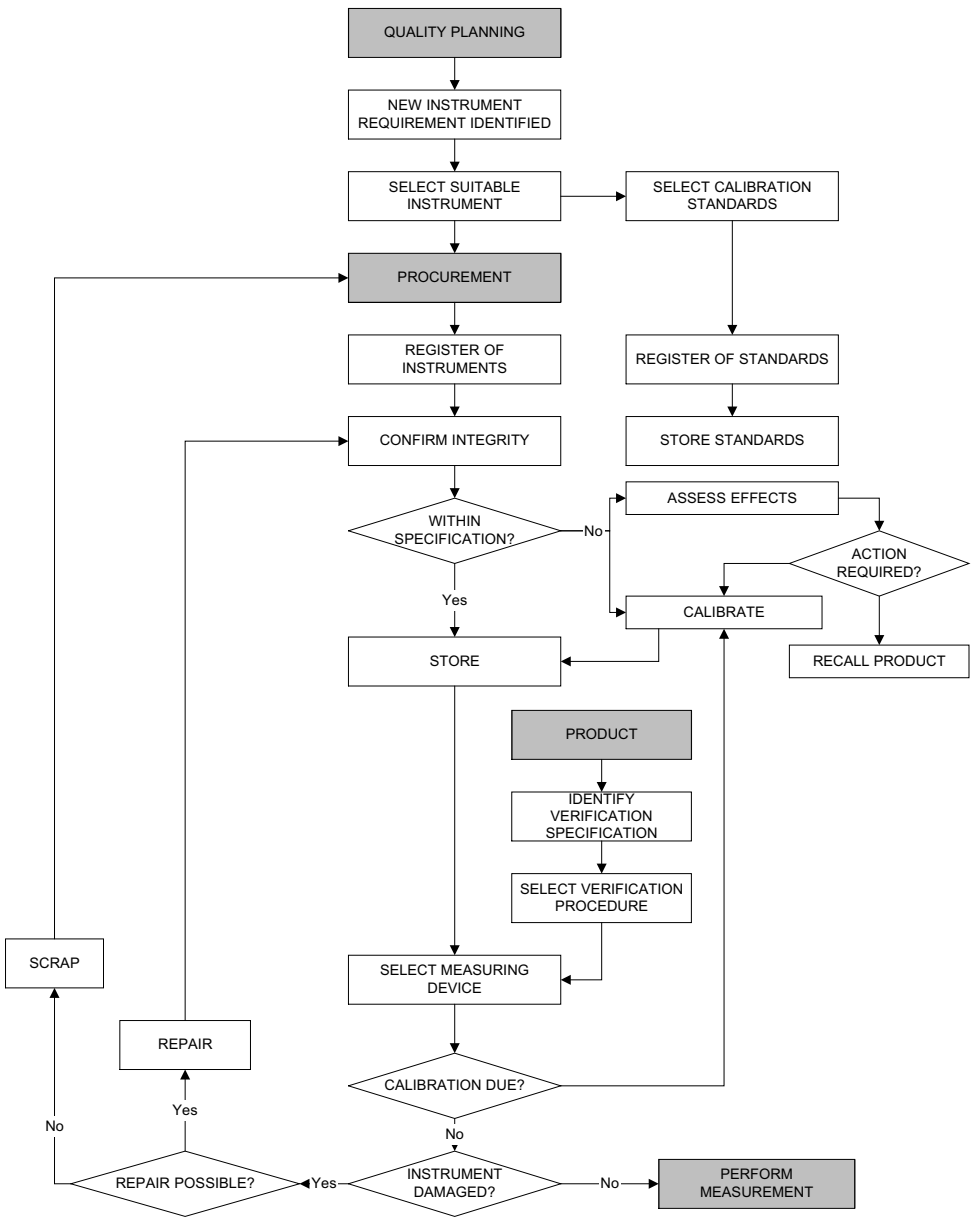 QUALITY PLANNING
NEW INSTRUMENT
REQUIREMENT IDENTIFIED
SELECT SUITABLE
INSTRUMENT
SELECT CALIBRATION
STANDARDS
PROCUREMENT
REGISTER OF
INSTRUMENTS
REGISTER OF STANDARDS
CONFIRM INTEGRITY
STORE STANDARDS
WITHIN
SPECIFICATION?
No
ASSESS EFFECTS
ACTION
REQUIRED?
Yes
CALIBRATE
STORE
RECALL PRODUCT
PRODUCT
IDENTIFY
VERIFICATION
SPECIFICATION
SELECT VERIFICATION
PROCEDURE
SELECT MEASURING
DEVICE
SCRAP
REPAIR
CALIBRATION DUE?
Yes
No
No
REPAIR POSSIBLE?
Yes
INSTRUMENT
DAMAGED?
No
PERFORM
MEASUREMENT